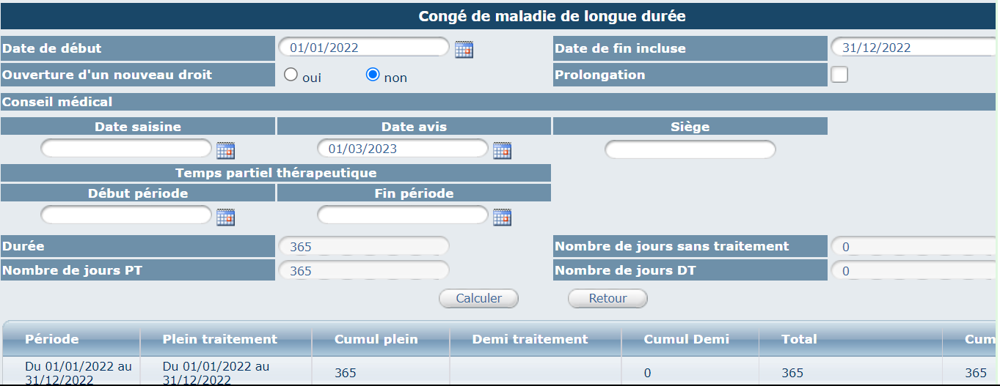 Congé de maladie de longue durée
Date de début 01/01/2022 Date de fin incluse 31/12/2022
Ouverture d'un nouveau droit oui non Prolongation
Conseil médical
Date saisine Date avis Siège
01/03/2023
Temps partiel thérapeutique
Début période Fin période
Durée 365 Nombre de jours sans traitement 0
Nombre de jours PT 365 Nombre de jours DT 0
Calculer Retour
Période Plein traitement Cumul plein Demi traitement Cumul Demi Total
Du 01/01/2022 au Du 01/01/2022 au
31/12/2022 31/12/2022 365 0 365 365